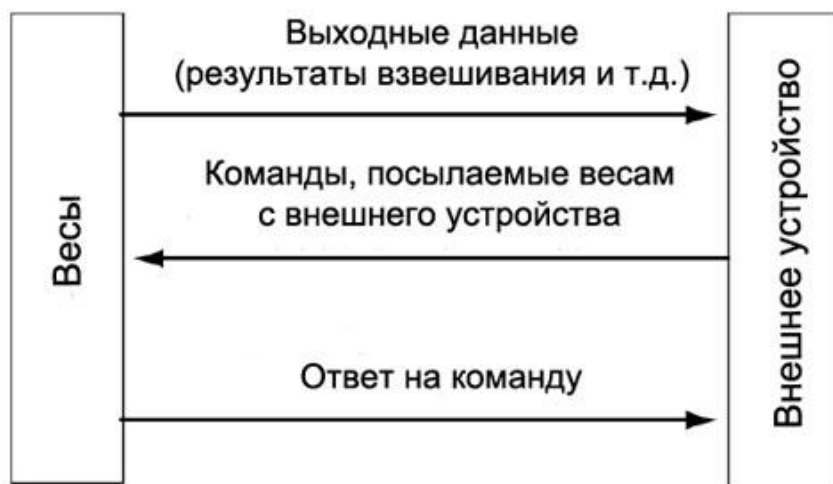 Выходные данные
(результаты взвешивания и т.д.)
Команды, посылаемые весам
с внешнего устройства
Ответ на команду
Весы
Внешнее устройство